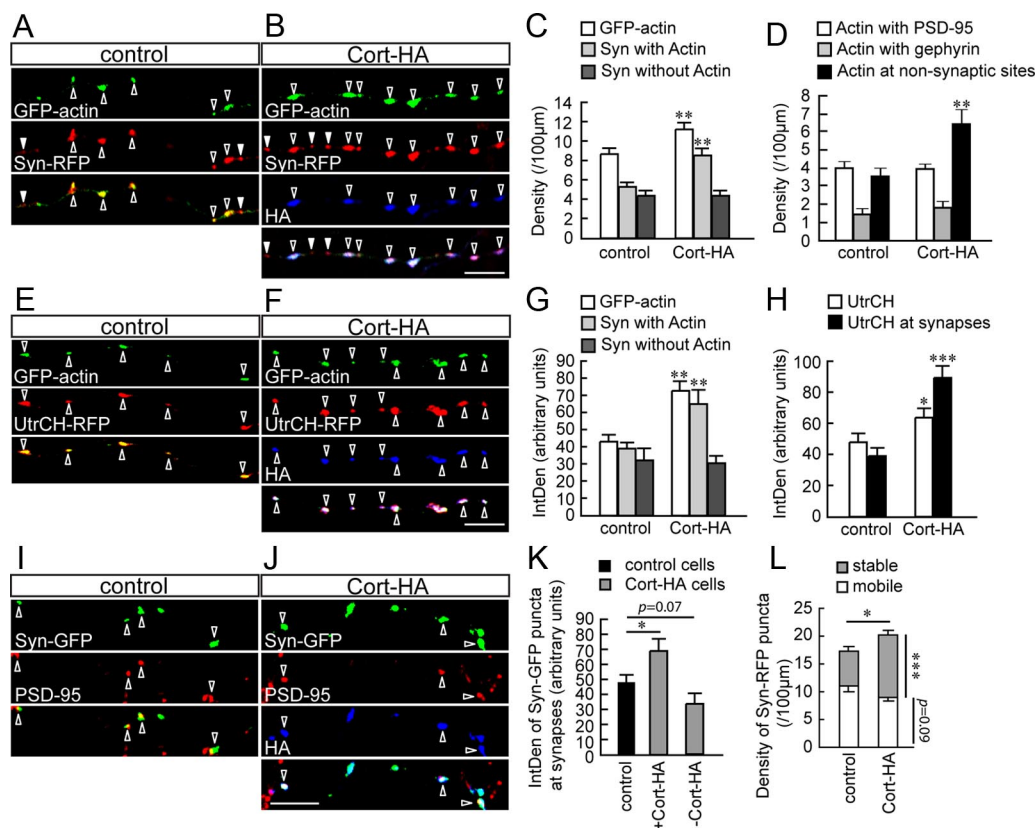 A
control
GFP-actin
Syn-RFP
B
Cort-HA
GFP-actin
Syn-RFP
HA
C
GFP-actin
Syn with Actin
Syn without Actin
Density (/100μm)
14
12
10
8
6
4
2
0
**
**
control
Cort-HA
D
Actin with PSD-95
Actin with gephyrin
Actin at non-synaptic sites
Density (/100μm)
8
7
6
5
4
3
2
1
0
**
control
Cort-HA
E
control
GFP-actin
UtrCH-RFP
F
Cort-HA
GFP-actin
UtrCH-RFP
HA
G
GFP-actin
Syn with Actin
Syn without Actin
IntDen (arbitrary units)
90
80
70
60
50
40
30
20
10
0
**
**
control
Cort-HA
H
UtrCH
UtrCH at synapses
IntDen (arbitrary units)
100
80
60
40
20
0
*
***
control
Cort-HA
I
control
Syn-GFP
PSD-95
J
Cort-HA
Syn-GFP
PSD-95
HA
K
control cells
Cort-HA cells
IntDen of Syn-GFP puncta
at synapses (arbitrary units)
90
80
70
60
50
40
30
20
10
p=0.07
*
control
+Cort-HA
-Cort-HA
L
stable
mobile
Density of Syn-RFP puncta
(/100μm)
25
20
15
10
5
0
*
***
p=0.09
control
Cort-HA